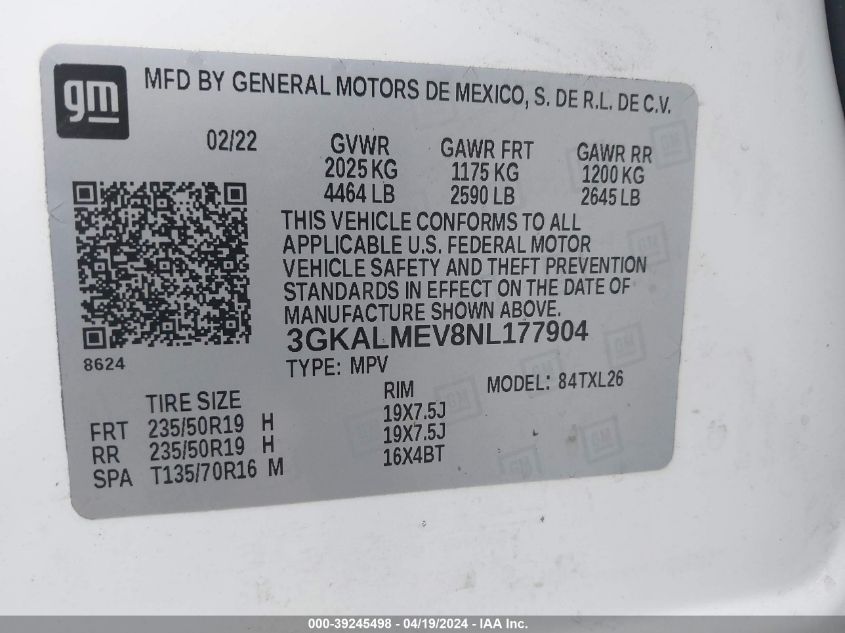 gm
MFD BY GENERAL MOTORS DE MEXICO, S. DE R.L. DE C.V.
02/22 GVWR GAWR FRT GAWR RR
2025 KG 1175 KG 1200 KG
4464 LB 2590 LB 2645 LB
THIS VEHICLE CONFORMS TO ALL
APPLICABLE U.S. FEDERAL MOTOR
VEHICLE SAFETY AND THEFT PREVENTION
STANDARDS IN EFFECT ON THE DATE OF
MANUFACTURE SHOWN ABOVE.
3GKALMEV8NL177904
8624
TYPE: MPV MODEL: 84TXL26
TIRE SIZE RIM
FRT 235/50R19 H 19X7.5J
RR 235/50R19 H 19X7.5J
SPA T135/70R16 M 16X4BT
000-39245498 - 04/19/2024 - IAA Inc.